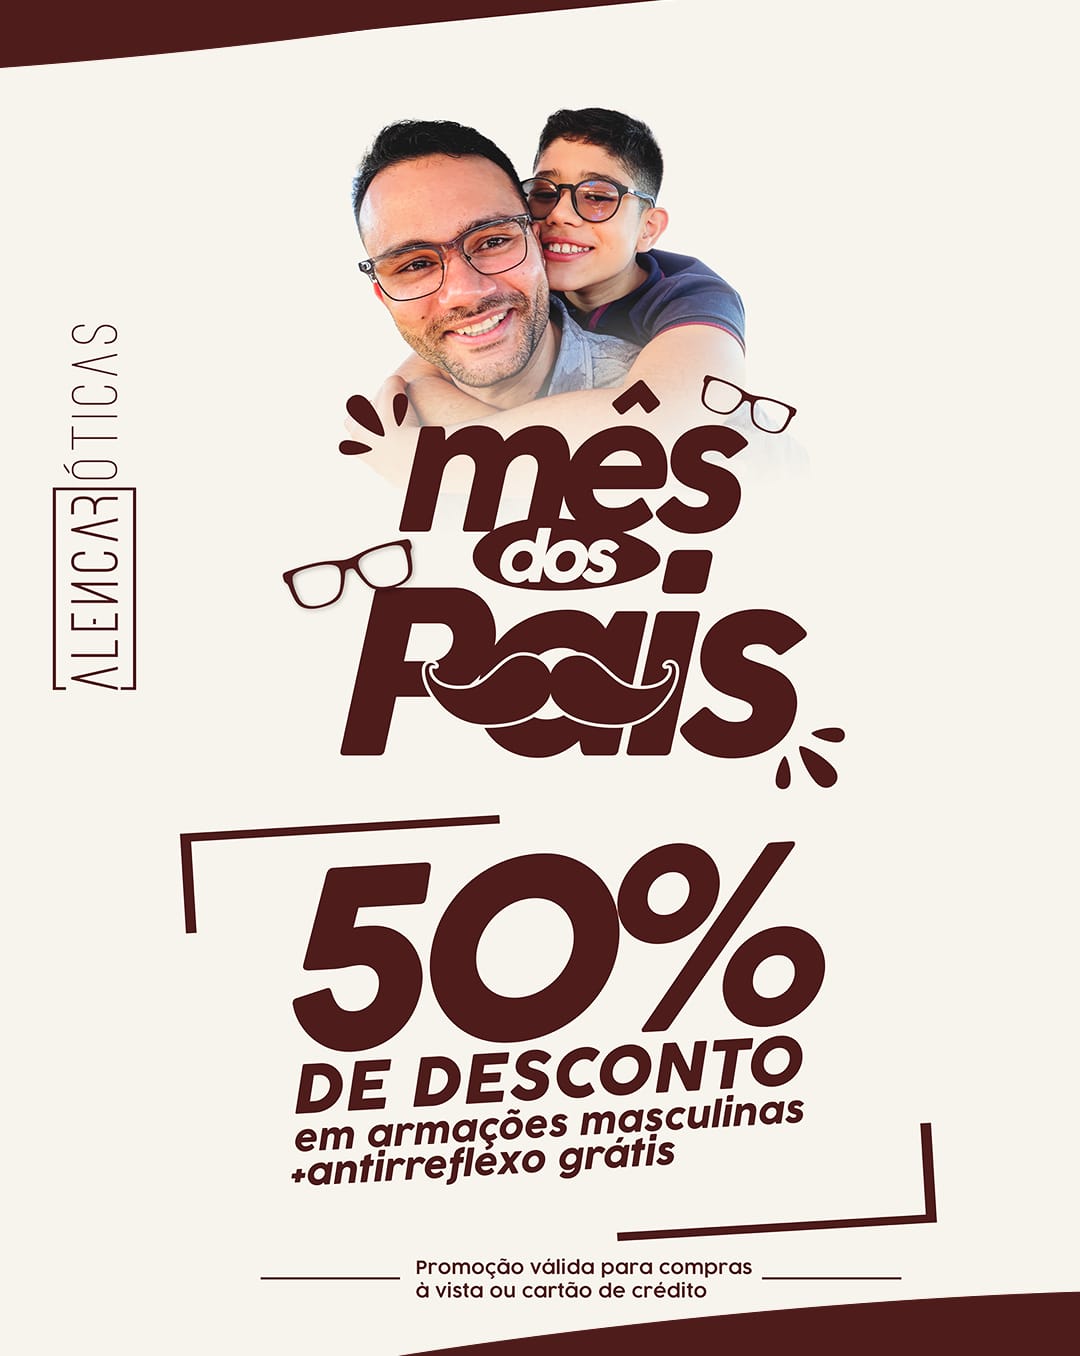 ALENCAR ÓTICAS
mês
dos
Pais
50%
DE DESCONTO
em armações masculinas
+antirreflexo grátis
Promoção válida para compras
à vista ou cartão de crédito